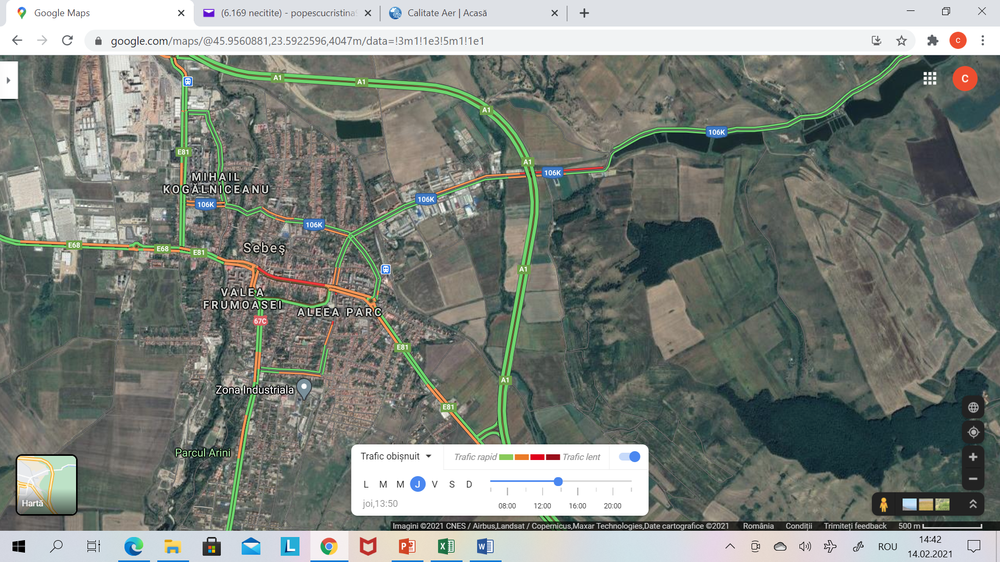 Google Maps
(6.169 necitite) - popescucristina
Calitate Aer | Acasă
google.com/maps/@45.9560881,23.5922596,4047m/data=!3m1!1e3!5m1!1e1
C
A1
A1
C
A1
106K
E81
A1
106K
MIHAIL
KOGĂLNICEANU
106K
106K
106K
E68
E68
Sebeş
E81
A1
VALEA
FRUMOASEI
ALEEA PARC
67C
E81
A1
Zona Industriala
E81
Parcul Arini
Hartă
Trafic obișnuit
Trafic rapid
Trafic lent
L M M J V S D
joi,13:50
08:00 12:00 16:00 20:00
Imagini ©2021 CNES / Airbus,Landsat / Copernicus,Maxar Technologies,Date cartografice ©2021 România Condiții Trimiteți feedback 500 m
L
P
X
W
ROU
14:42
14.02.2021